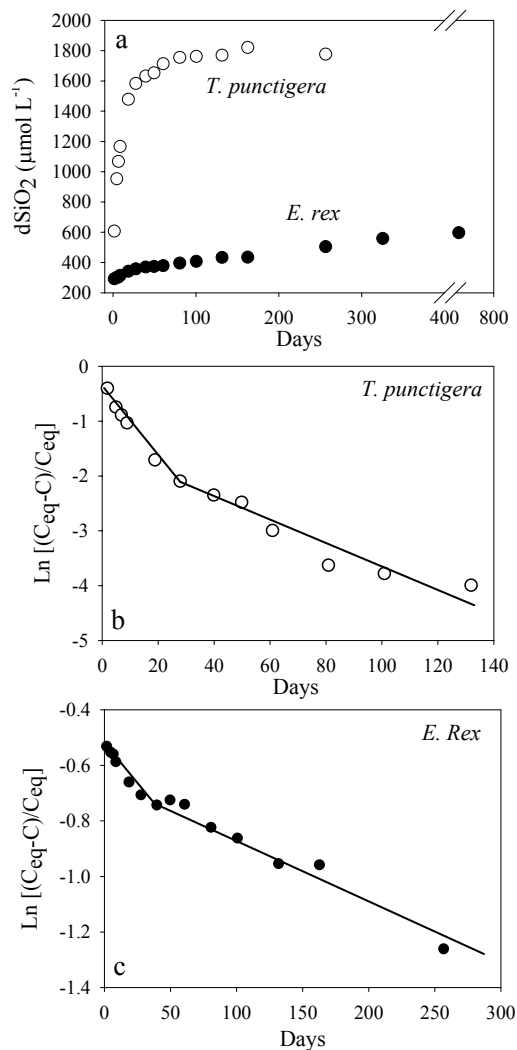 2000
a
1800
1600
T. punctigera
1400
1200
1000
800
E. rex
600
400
200
dSiO₂ (μmol L⁻¹)
0 100 200 300 400 800
Days
0
T. punctigera
-1
-2
-3
-4
b
-5
Ln [(Ceq-C)/Ceq]
0 20 40 60 80 100 120 140
Days
-0.4
E. Rex
-0.6
-0.8
-1.0
-1.2
c
-1.4
Ln [(Ceq-C)/Ceq]
0 50 100 150 200 250 300
Days